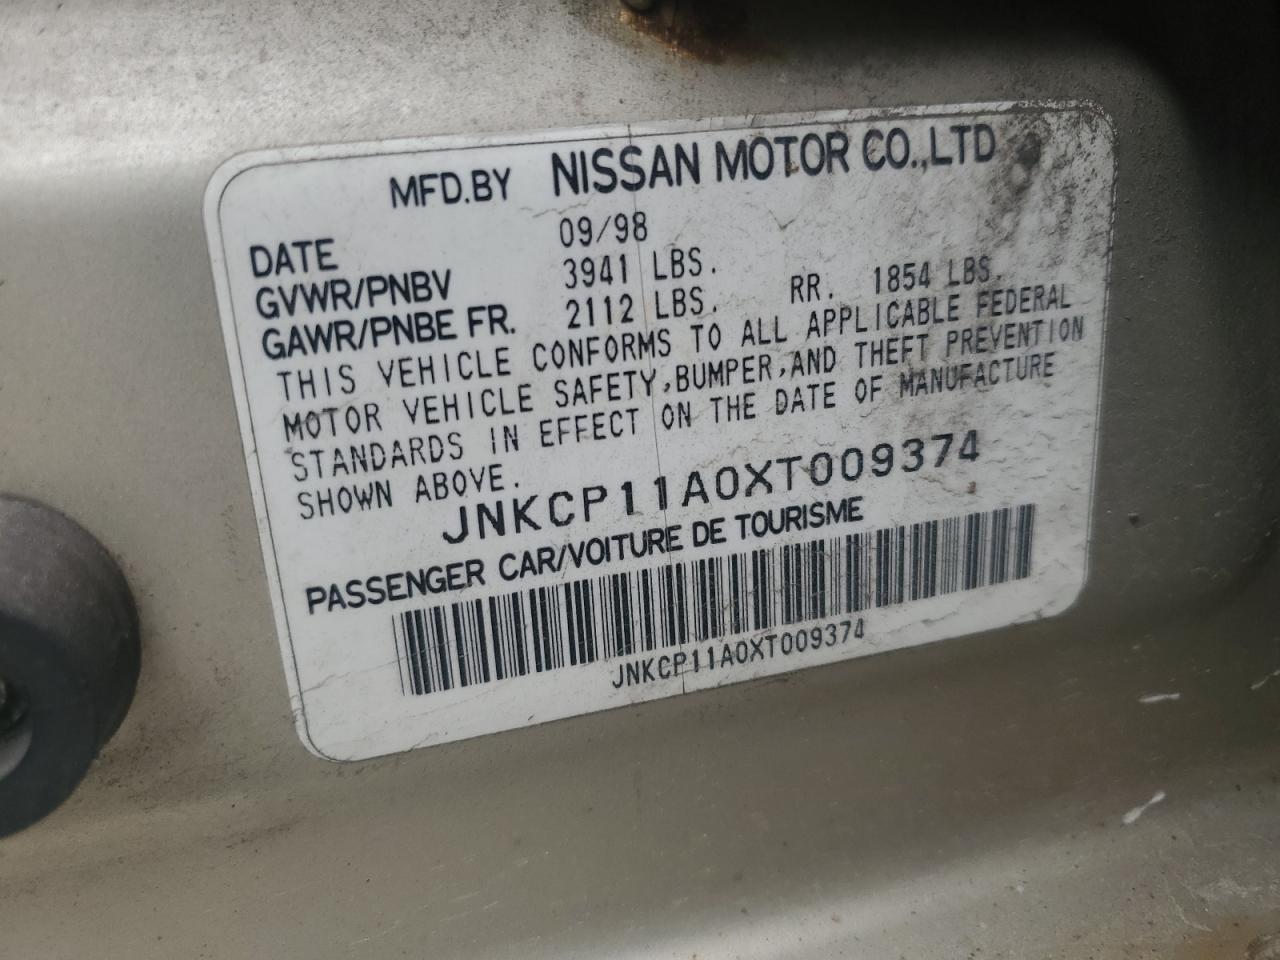 MFD.BY NISSAN MOTOR CO.,LTD
DATE 09/98
GVWR/PNBV 3941 LBS.
GAWR/PNBE FR. 2112 LBS. RR. 1854 LBS.
THIS VEHICLE CONFORMS TO ALL APPLICABLE FEDERAL
MOTOR VEHICLE SAFETY,BUMPER,AND THEFT PREVENTION
STANDARDS IN EFFECT ON THE DATE OF MANUFACTURE
SHOWN ABOVE.
JNKCP11A0XT009374
PASSENGER CAR/VOITURE DE TOURISME
JNKCP11A0XT009374